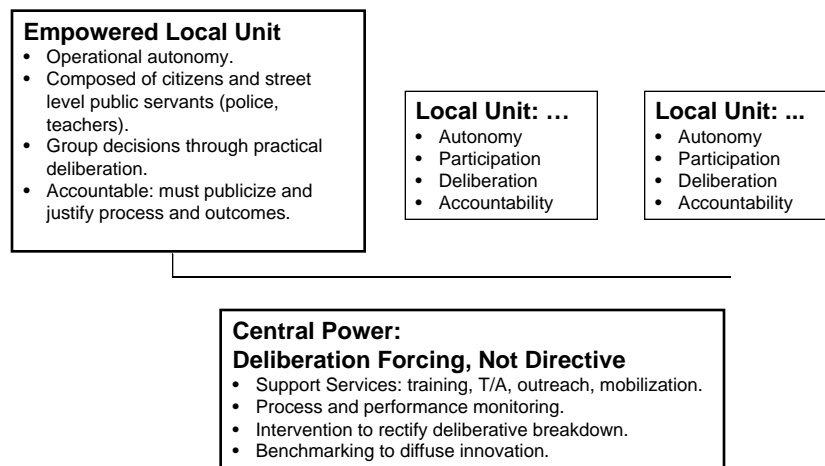 Empowered Local Unit
• Operational autonomy.
• Composed of citizens and street
level public servants (police,
teachers).
• Group decisions through practical
deliberation.
• Accountable: must publicize and
justify process and outcomes.
Local Unit: …
• Autonomy
• Participation
• Deliberation
• Accountability
Local Unit: ...
• Autonomy
• Participation
• Deliberation
• Accountability
Central Power:
Deliberation Forcing, Not Directive
• Support Services: training, T/A, outreach, mobilization.
• Process and performance monitoring.
• Intervention to rectify deliberative breakdown.
• Benchmarking to diffuse innovation.